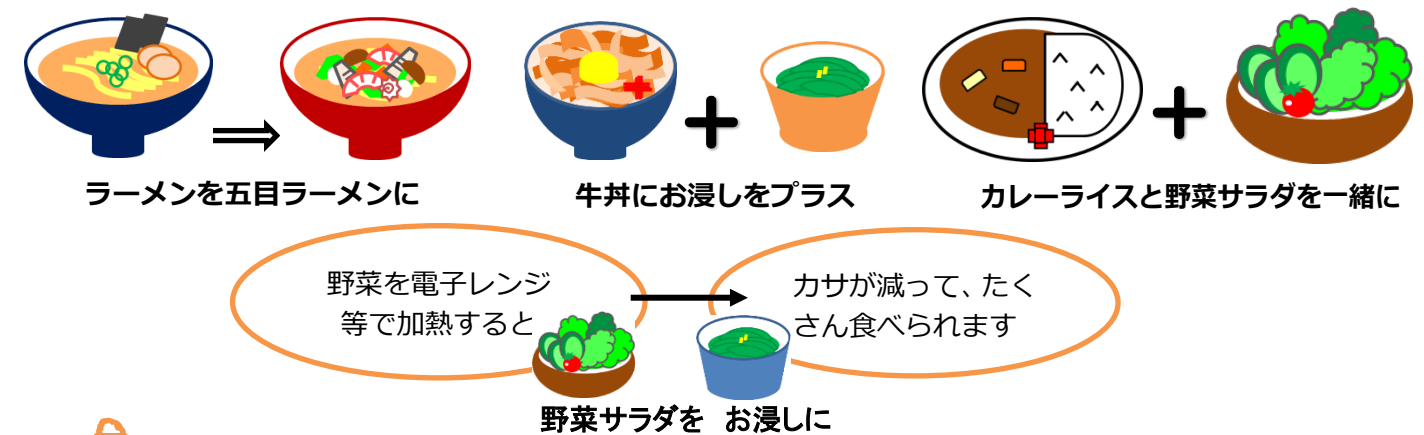 ラーメンを五目ラーメンに
牛丼にお浸しをプラス
カレーライスと野菜サラダを一緒に
野菜を電子レンジ
等で加熱すると
カサが減って、たく
さん食べられます
野菜サラダを お浸しに